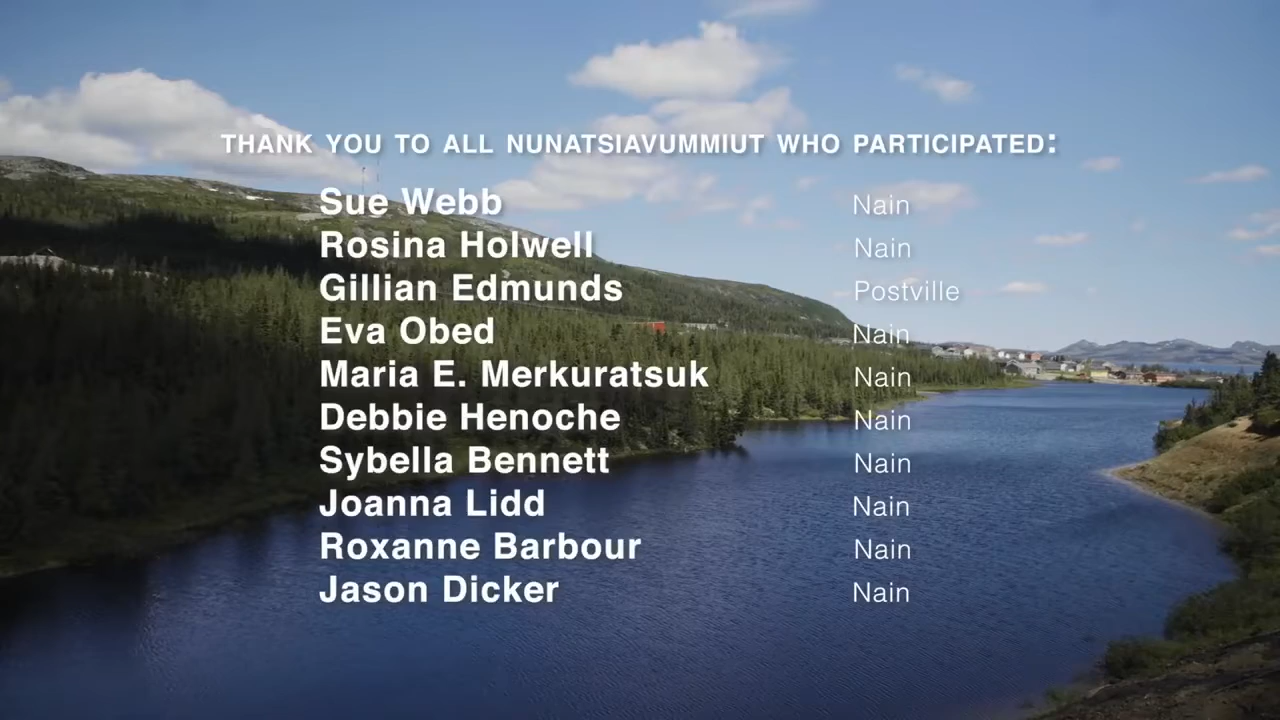 THANK YOU TO ALL NUNATSIAVUMMIUT WHO PARTICIPATED:
Sue Webb Nain
Rosina Holwell Nain
Gillian Edmunds Postville
Eva Obed Nain
Maria E. Merkuratsuk Nain
Debbie Henoche Nain
Sybella Bennett Nain
Joanna Lidd Nain
Roxanne Barbour Nain
Jason Dicker Nain